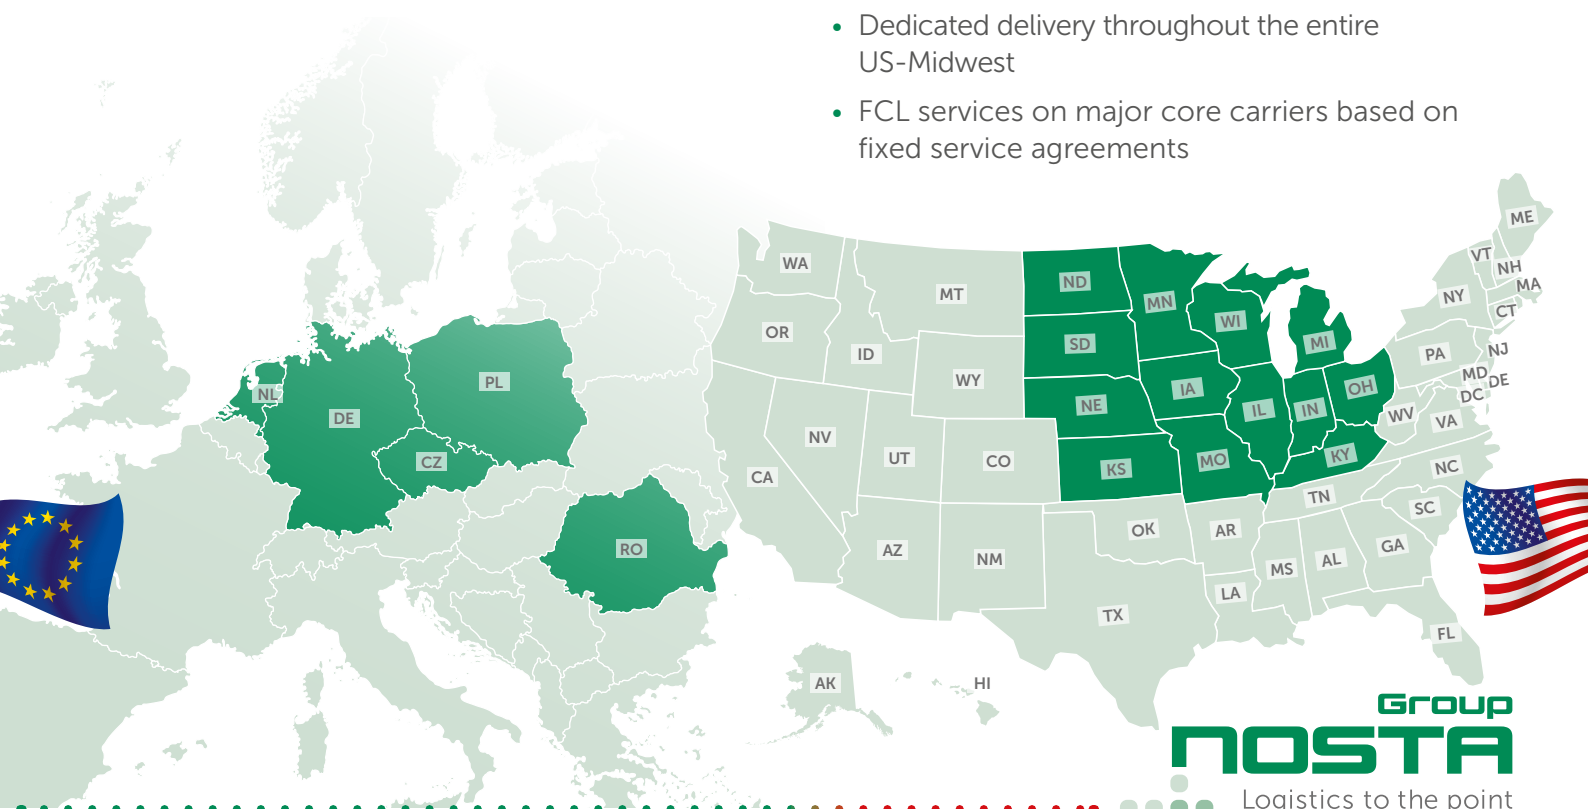 • Dedicated delivery throughout the entire
US-Midwest
• FCL services on major core carriers based on
fixed service agreements
NL
DE
PL
CZ
RO
WA
OR
CA
ID
NV
MT
WY
UT
AZ
CO
NM
ND
SD
NE
KS
OK
TX
MN
IA
MO
AR
LA
WI
IL
MI
IN
OH
KY
TN
MS
AL
GA
FL
SC
NC
VA
WV
PA
NY
VT
NH
ME
MA
CT
NJ
MD
DE
DC
AK
HI
Group
NOSTA
Logistics to the point